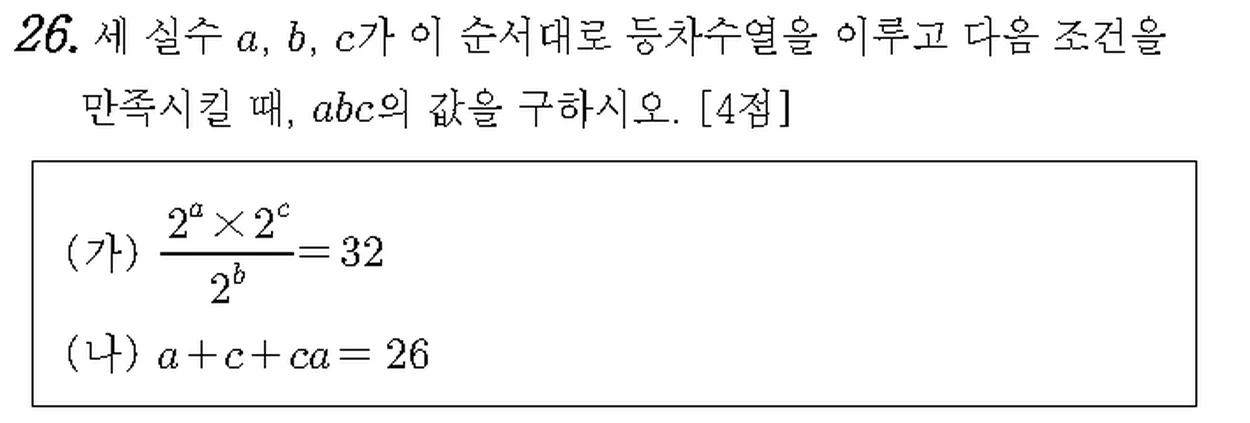 26. 세 실수 a, b, c가 이 순서대로 등차수열을 이루고 다음 조건을
만족시킬 때, abc의 값을 구하시오. [4점]
(가) \frac{2^a × 2^c}{2^b} = 32
(나) a + c + ca = 26